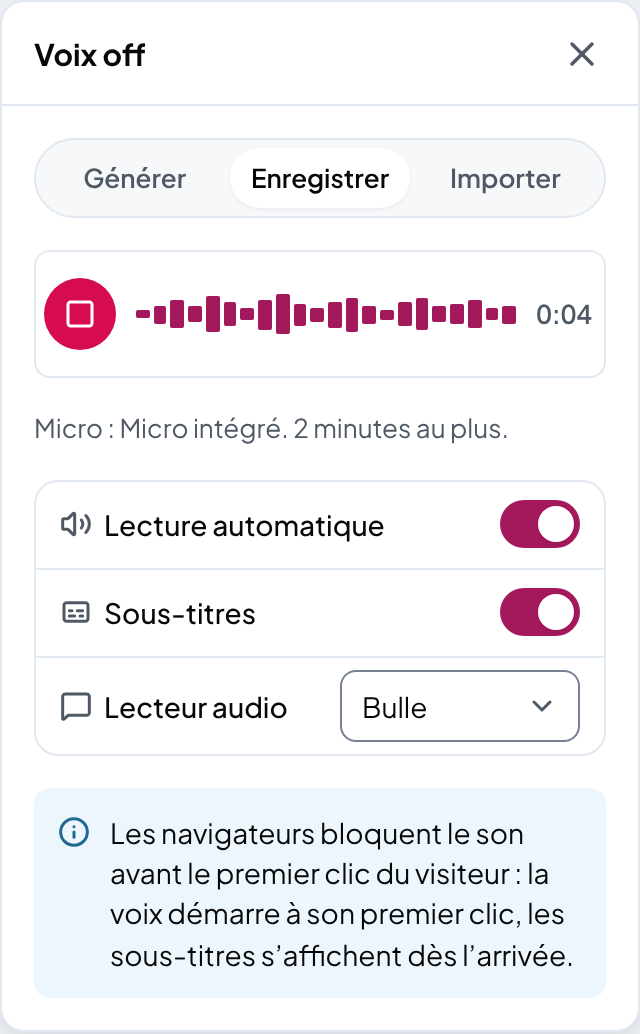 Voix off
Générer
Enregistrer
Importer
0:04
Micro : Micro intégré. 2 minutes au plus.
Lecture automatique
Sous-titres
Lecteur audio
Bulle
Les navigateurs bloquent le son
avant le premier clic du visiteur : la
voix démarre à son premier clic, les
sous-titres s’affichent dès l’arrivée.